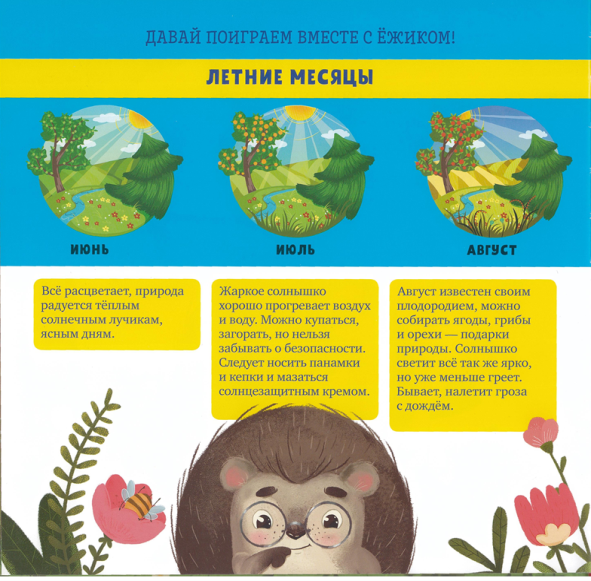 ДАВАЙ ПОИГРАЕМ ВМЕСТЕ С ЁЖИКОМ!
ЛЕТНИЕ МЕСЯЦЫ
ИЮНЬ
ИЮЛЬ
АВГУСТ
Всё расцветает, природа
радуется тёплым
солнечным лучикам,
ясным дням.
Жаркое солнышко
хорошо прогревает воздух
и воду. Можно купаться,
загорать, но нельзя
забывать о безопасности.
Следует носить панамки
и кепки и мазаться
солнцезащитным кремом.
Август известен своим
плодородием, можно
собирать ягоды, грибы
и орехи — подарки
природы. Солнышко
светит всё так же ярко,
но уже меньше греет.
Бывает, налетит гроза
с дождём.